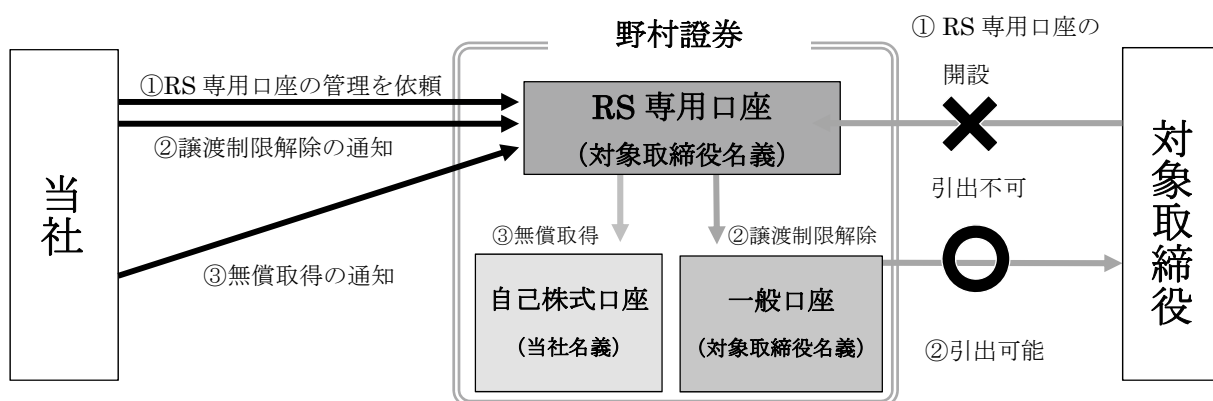 当社
①RS 専用口座の管理を依頼
②譲渡制限解除の通知
③無償取得の通知
野村證券
RS 専用口座
(対象取締役名義)
③無償取得
②譲渡制限解除
自己株式口座
(当社名義)
一般口座
(対象取締役名義)
① RS 専用口座の
開設
引出不可
②引出可能
対象取締役